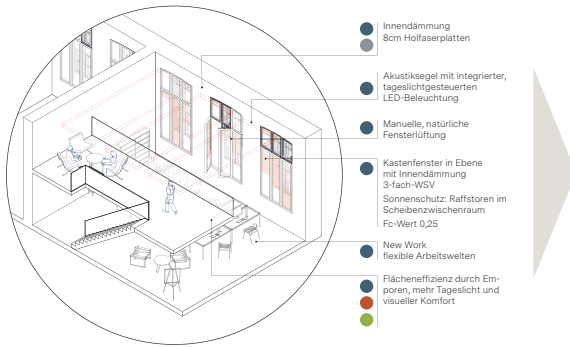 Innendämmung
8cm Holfaserplatten
Akustiksegel mit integrierter,
tageslichtgesteuerten
LED-Beleuchtung
Manuelle, natürliche
Fensterlüftung
Kastenfenster in Ebene
mit Innendämmung
3-fach-WSV
Sonnenschutz: Raffstoren im
Scheibenzwischenraum
Fc-Wert 0,25
New Work
flexible Arbeitswelten
Flächeneffizienz durch Em-
poren, mehr Tageslicht und
visueller Komfort